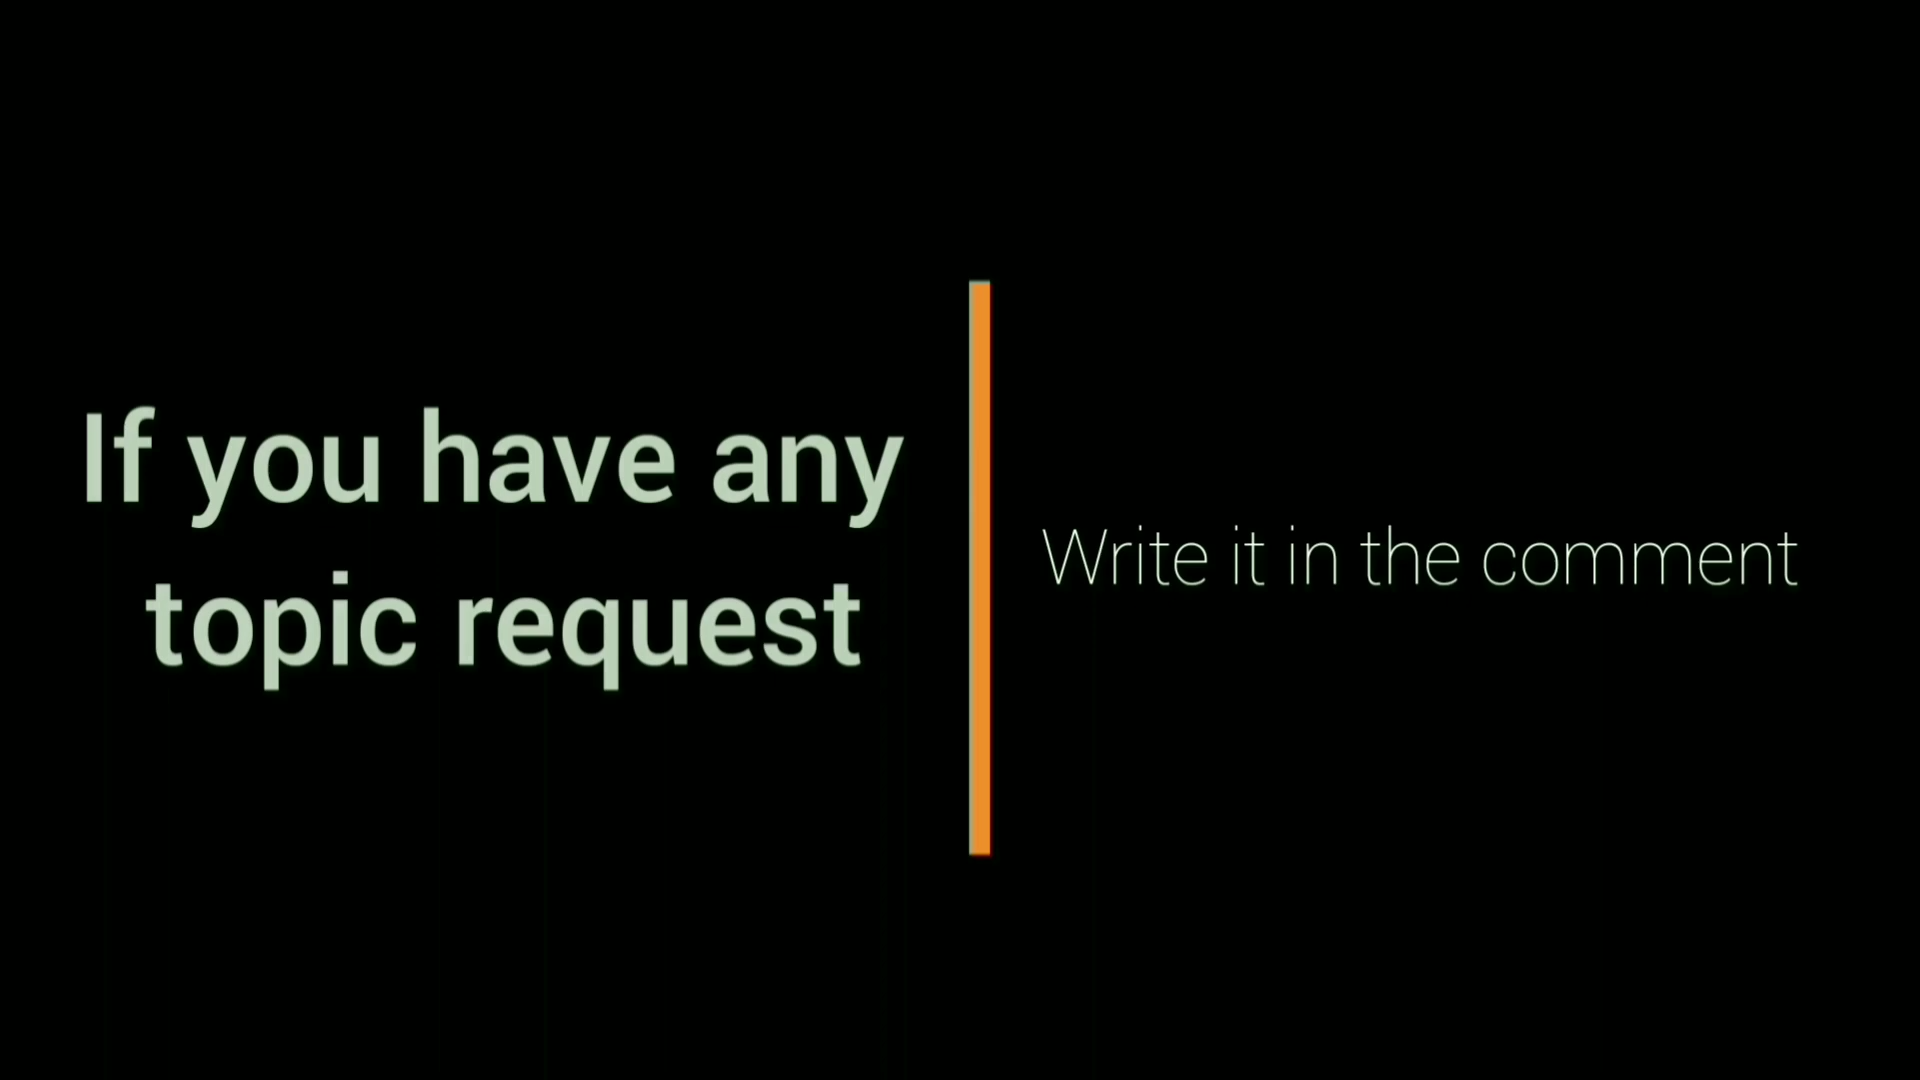 If you have any
topic request
Write it in the comment